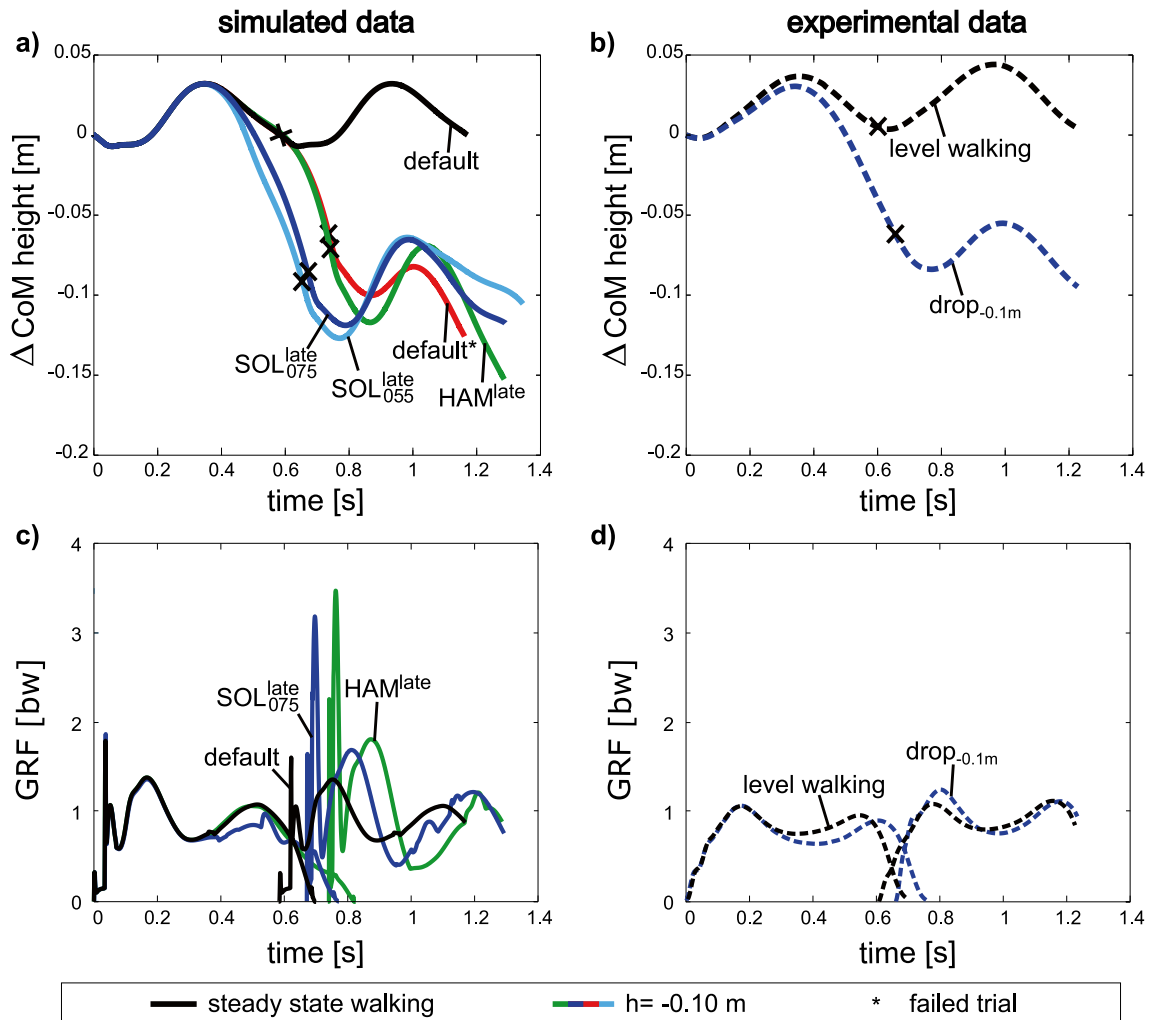 simulated data
experimental data
a)
b)
0.05
0
-0.05
-0.1
-0.15
-0.2
Δ CoM height [m]
default
SOL^late_075
SOL^late_055
default*
HAM^late
0 0.2 0.4 0.6 0.8 1 1.2 1.4
time [s]
0.05
0
-0.05
-0.1
-0.15
-0.2
Δ CoM height [m]
level walking
drop_-0.1m
0 0.2 0.4 0.6 0.8 1 1.2 1.4
time [s]
c)
d)
4
3
2
1
0
GRF [bw]
SOL^late_075
HAM^late
default
0 0.2 0.4 0.6 0.8 1 1.2 1.4
time [s]
4
3
2
1
0
GRF [bw]
drop_-0.1m
level walking
0 0.2 0.4 0.6 0.8 1 1.2 1.4
time [s]
steady state walking
h= -0.10 m
* failed trial